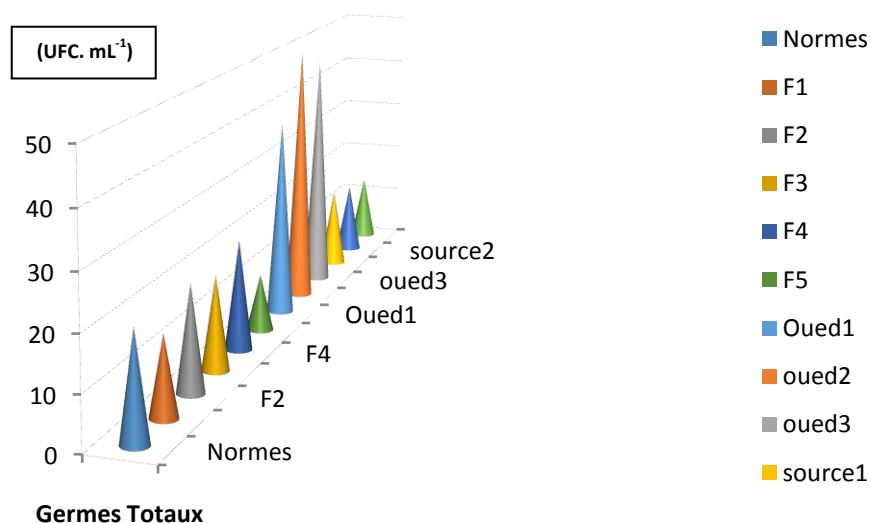 (UFC. mL-1)
50
40
30
20
10
0
source2
oued3
Oued1
F4
F2
Normes
Germes Totaux
Normes
F1
F2
F3
F4
F5
Oued1
oued2
oued3
source1